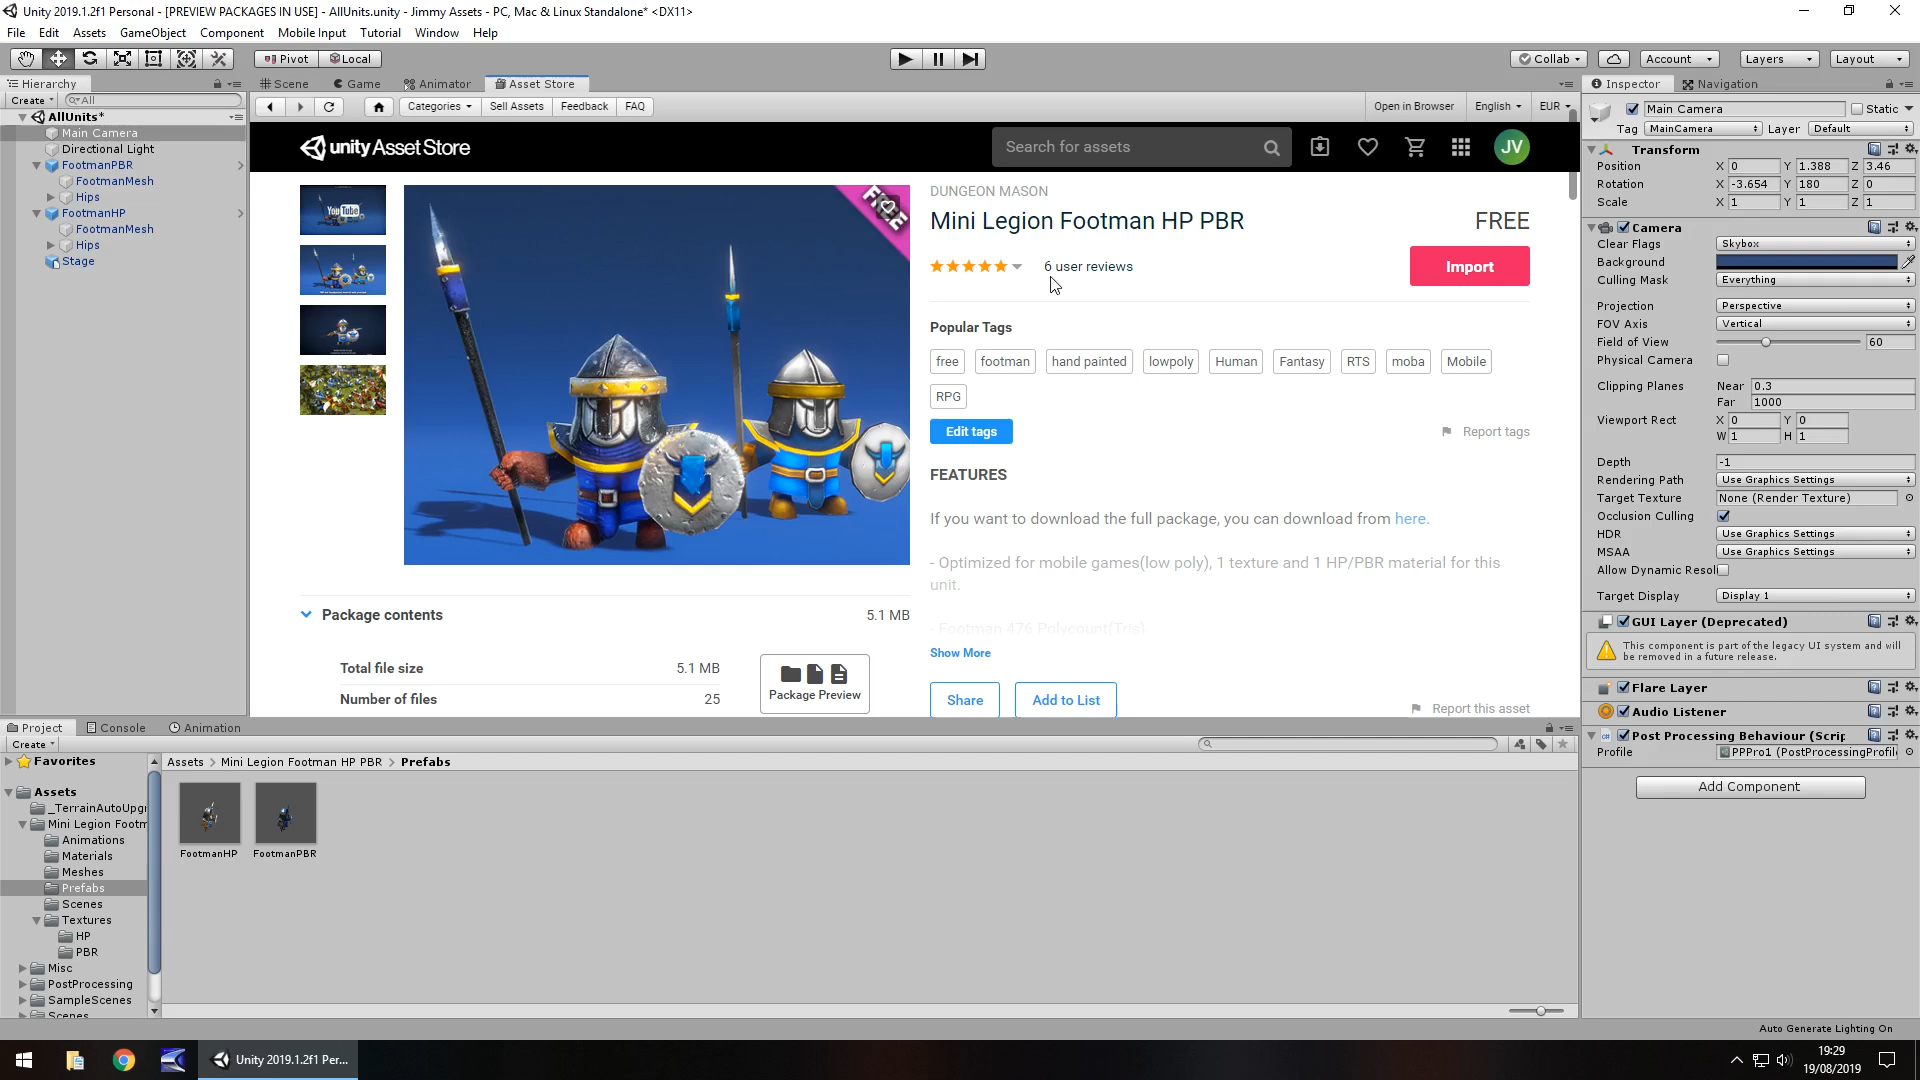 Unity 2019.1.2f1 Personal - [PREVIEW PACKAGES IN USE] - AllUnits.unity - Jimmy Assets - PC, Mac & Linux Standalone* <DX11>
File Edit Assets GameObject Component Mobile Input Tutorial Window Help
Pivot Local Collab Account Layers Layout
Hierarchy Scene Game Animator Asset Store Inspector Navigation
Create All
AllUnits*
Main Camera
Directional Light
FootmanPBR
FootmanMesh
Hips
FootmanHP
FootmanMesh
Hips
Stage
Categories Sell Assets Feedback FAQ Open in Browser English EUR
unity Asset Store Search for assets JV
You Tube
FREE
DUNGEON MASON
Mini Legion Footman HP PBR FREE
6 user reviews Import
Popular Tags
free footman hand painted lowpoly Human Fantasy RTS moba Mobile
RPG
Edit tags Report tags
FEATURES
If you want to download the full package, you can download from here.
- Optimized for mobile games(low poly), 1 texture and 1 HP/PBR material for this
unit.
- Footman 476 Polycount(Tris)
Show More
Share Add to List Report this asset
Package contents 5.1 MB
Total file size 5.1 MB
Number of files 25
Package Preview
Main Camera Static
Tag MainCamera Layer Default
Transform
Position X 0 Y 1.388 Z 3.46
Rotation X -3.654 Y 180 Z 0
Scale X 1 Y 1 Z 1
Camera
Clear Flags Skybox
Background
Culling Mask Everything
Projection Perspective
FOV Axis Vertical
Field of View 60
Physical Camera
Clipping Planes Near 0.3
Far 1000
Viewport Rect X 0 Y 0
W 1 H 1
Depth -1
Rendering Path Use Graphics Settings
Target Texture None (Render Texture)
Occlusion Culling
HDR Use Graphics Settings
MSAA Use Graphics Settings
Allow Dynamic Resol
Target Display Display 1
GUI Layer (Deprecated)
This component is part of the legacy UI system and will
be removed in a future release.
Flare Layer
Audio Listener
Post Processing Behaviour (Scrip
Profile PPPro1 (PostProcessingProfil
Add Component
Project Console Animation
Create
Favorites
Assets
_TerrainAutoUpgr
Mini Legion Footm
Animations
Materials
Meshes
Prefabs
Scenes
Textures
HP
PBR
Misc
PostProcessing
SampleScenes
Scenes
Assets > Mini Legion Footman HP PBR > Prefabs
FootmanHP FootmanPBR
Auto Generate Lighting On
Unity 2019.1.2f1 Per...
19:29
19/08/2019